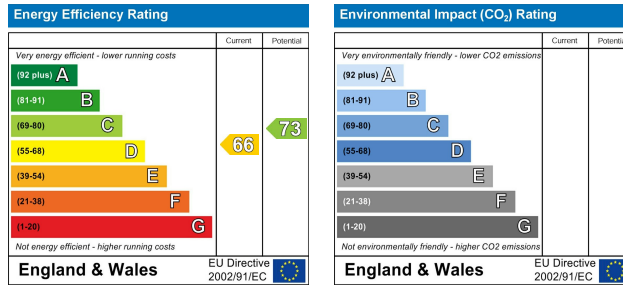 Energy Efficiency Rating
Current Potential
Very energy efficient - lower running costs
(92 plus) A
(81-91) B
(69-80) C
(55-68) D
(39-54) E
(21-38) F
(1-20) G
66
73
Not energy efficient - higher running costs
England & Wales
EU Directive
2002/91/EC
Environmental Impact (CO₂) Rating
Current Potential
Very environmentally friendly - lower CO2 emissions
(92 plus) A
(81-91) B
(69-80) C
(55-68) D
(39-54) E
(21-38) F
(1-20) G
Not environmentally friendly - higher CO2 emissions
England & Wales
EU Directive
2002/91/EC